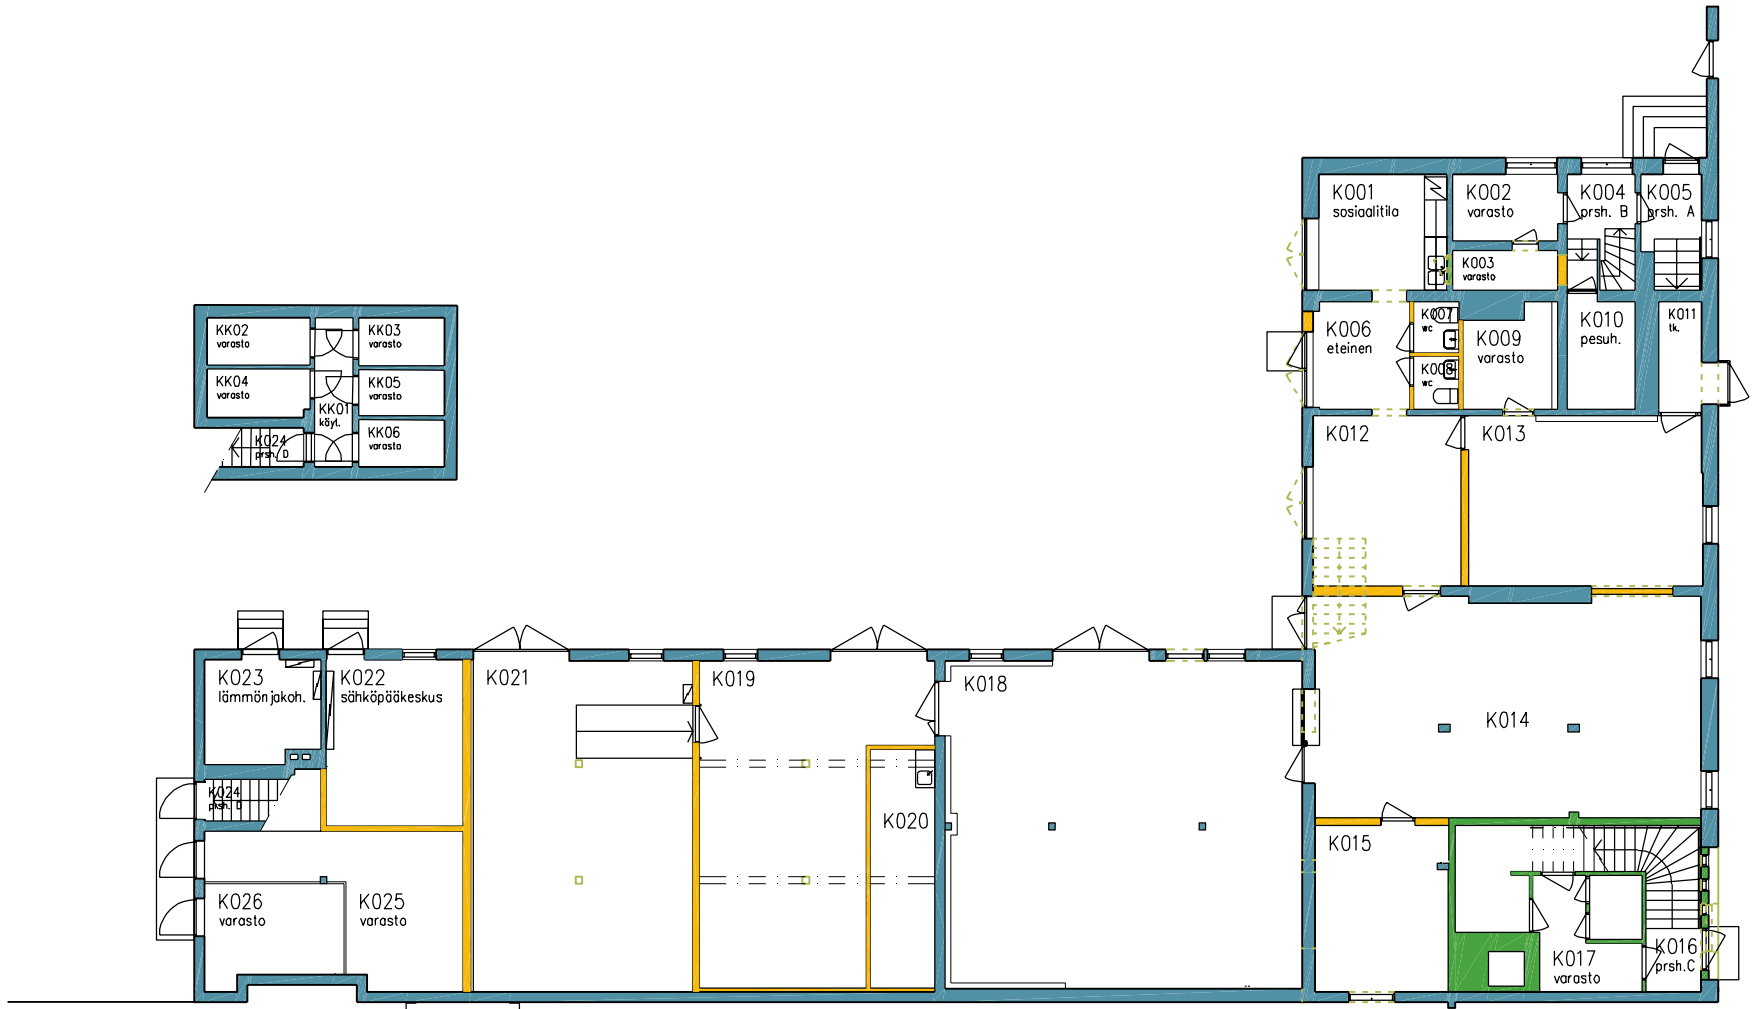 K001
sosiaalitila
K002
varasto
K004
prsh. B
K005
prsh. A
K003
varasto
K006
eteinen
K007
wc
K008
wc
K009
varasto
K010
pesuh.
K011
tk.
KK02
varasto
KK03
varasto
KK04
varasto
KK05
varasto
KK01
käyt.
KK06
varasto
K024
prsh. D
K012
K013
K023
lämmönjakoh.
K022
sähköpääkeskus
K021
K019
K018
K014
K024
prsh. D
K020
K015
K026
varasto
K025
varasto
K017
varasto
K016
prsh.C